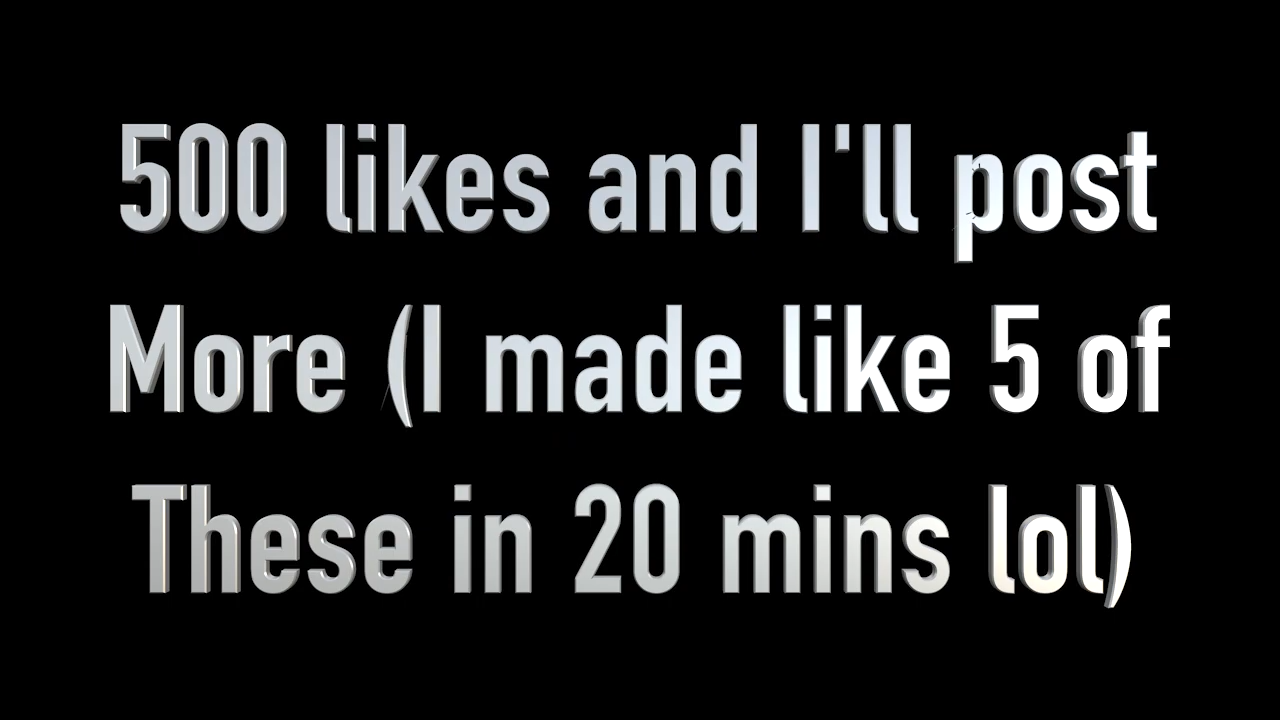 500 likes and I'll post
More (I made like 5 of
These in 20 mins lol)